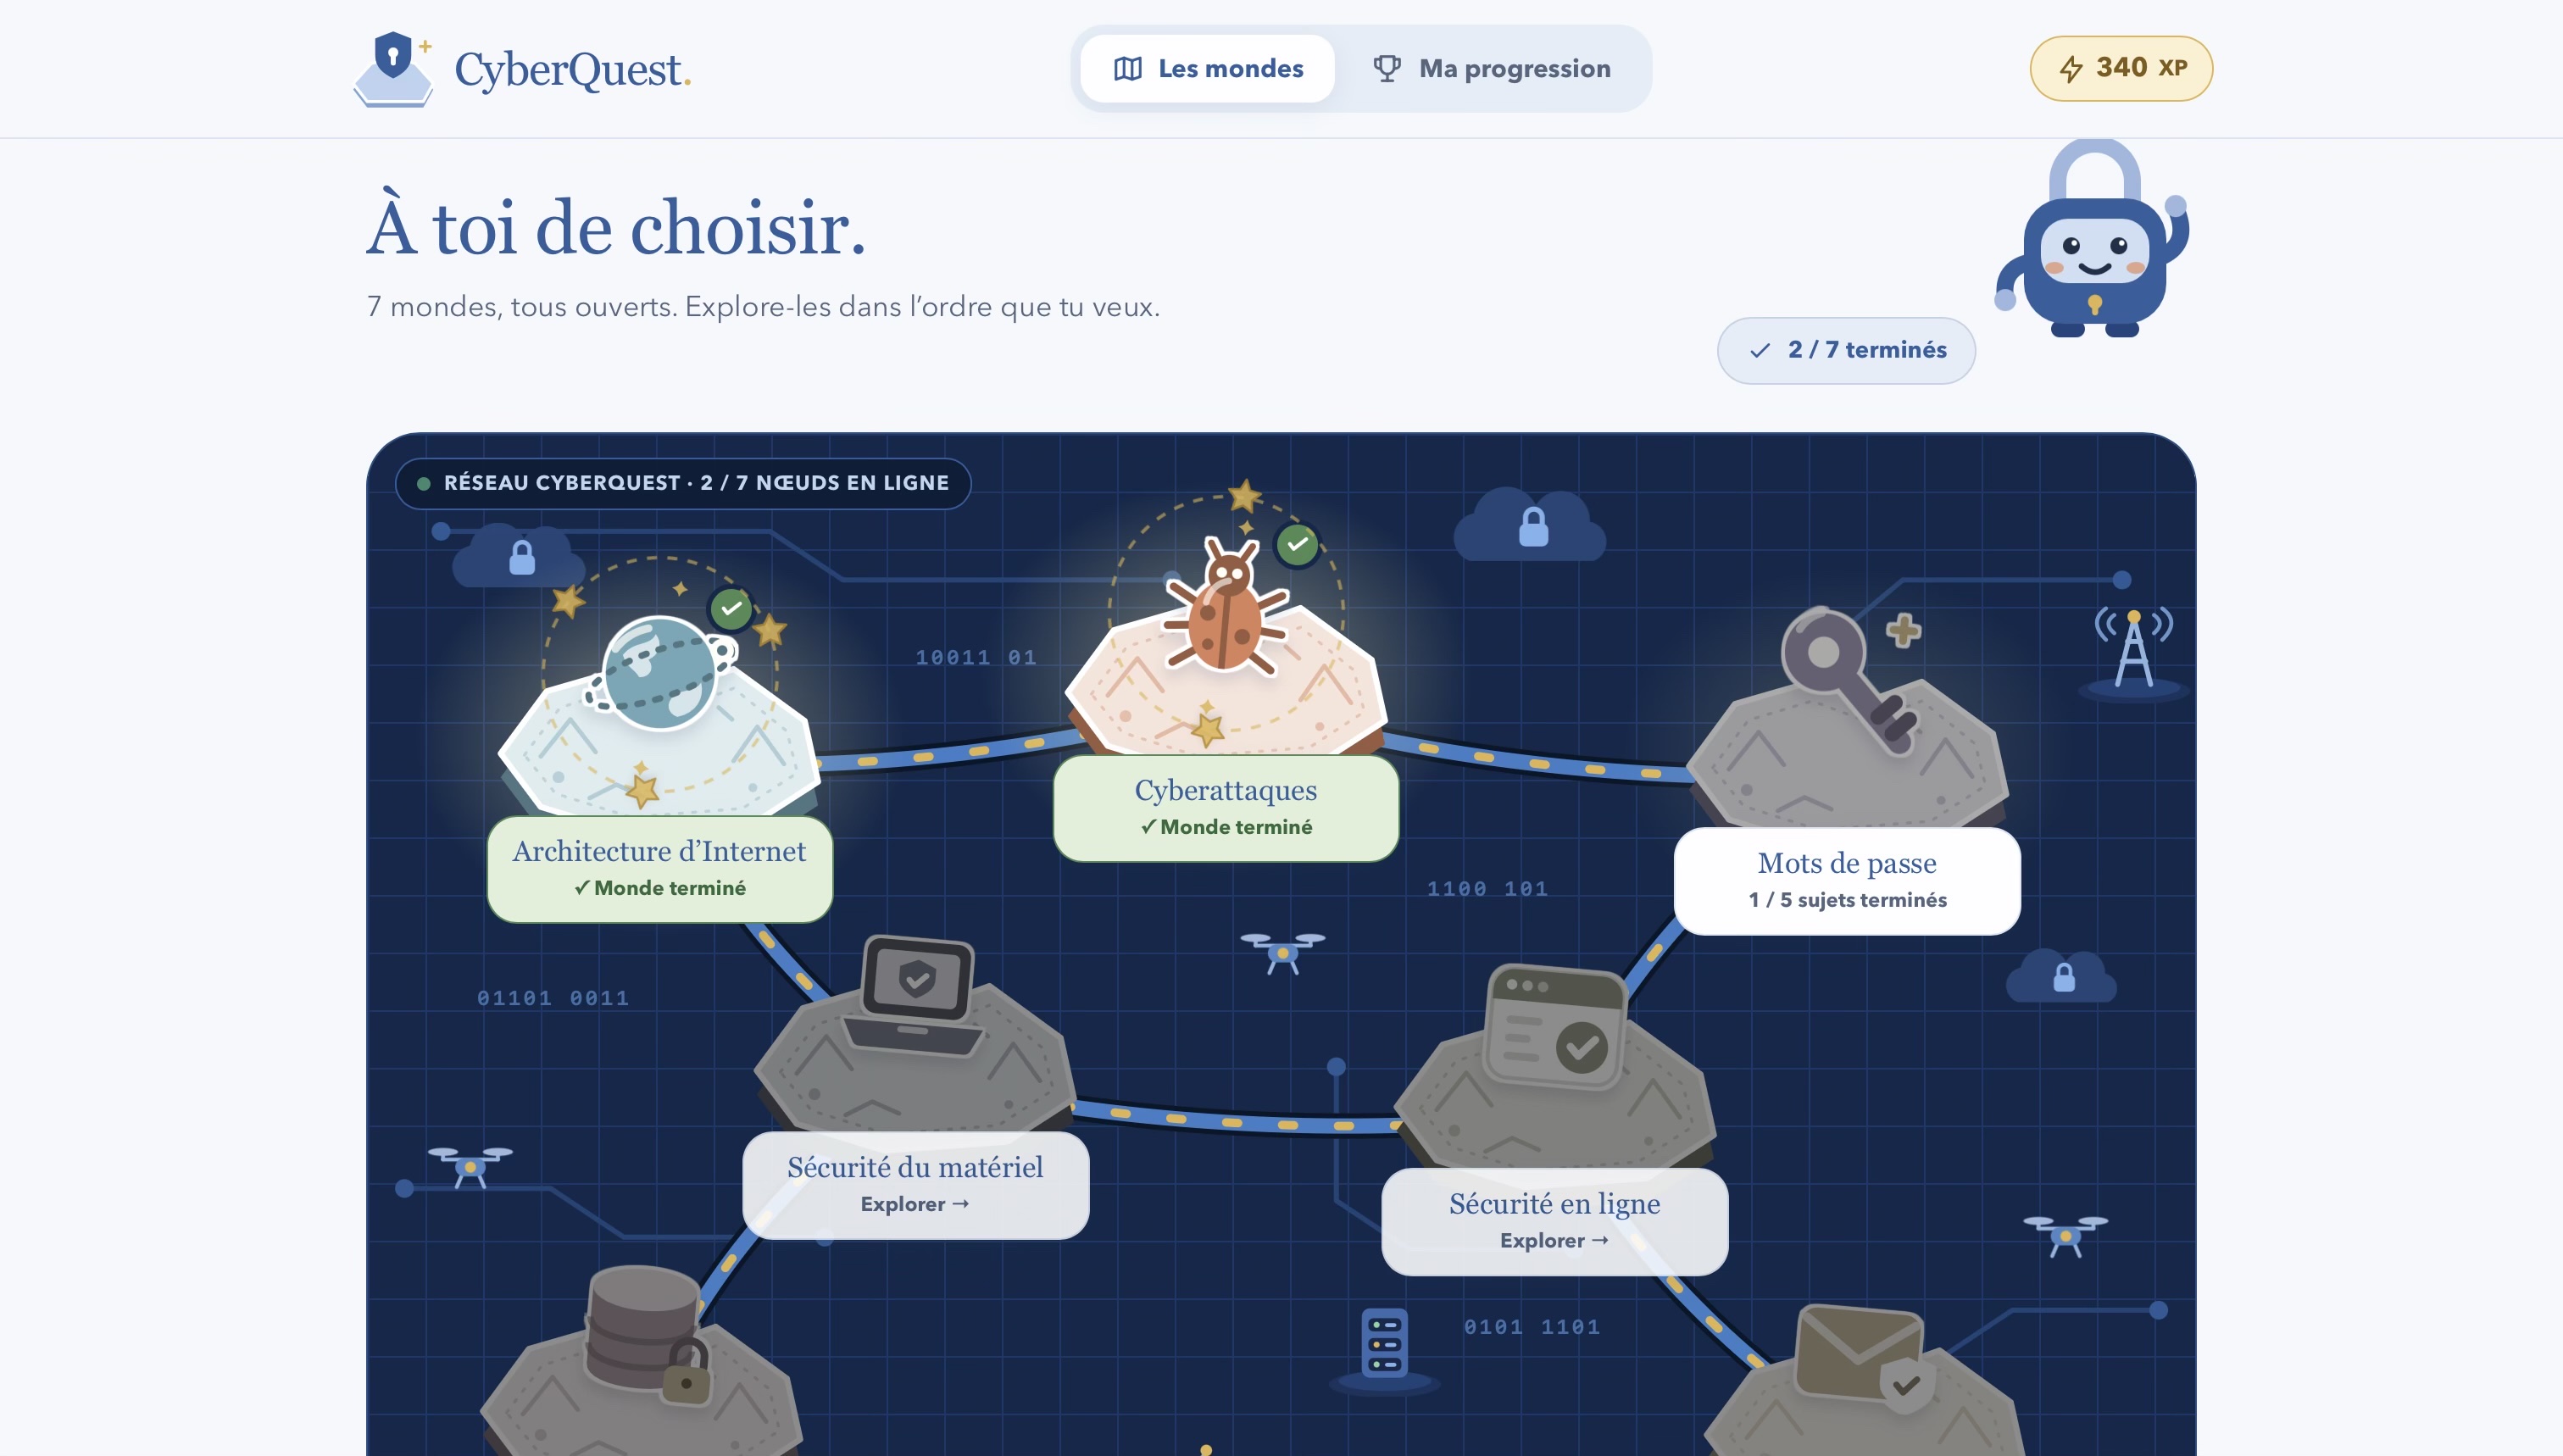 CyberQuest.
Les mondes
Ma progression
340 XP
À toi de choisir.
7 mondes, tous ouverts. Explore-les dans l’ordre que tu veux.
✓ 2 / 7 terminés
RÉSEAU CYBERQUEST · 2 / 7 NŒUDS EN LIGNE
10011 01
Architecture d’Internet
✓ Monde terminé
Cyberattaques
✓ Monde terminé
Mots de passe
1 / 5 sujets terminés
1100 101
01101 0011
Sécurité du matériel
Explorer →
Sécurité en ligne
Explorer →
0101 1101